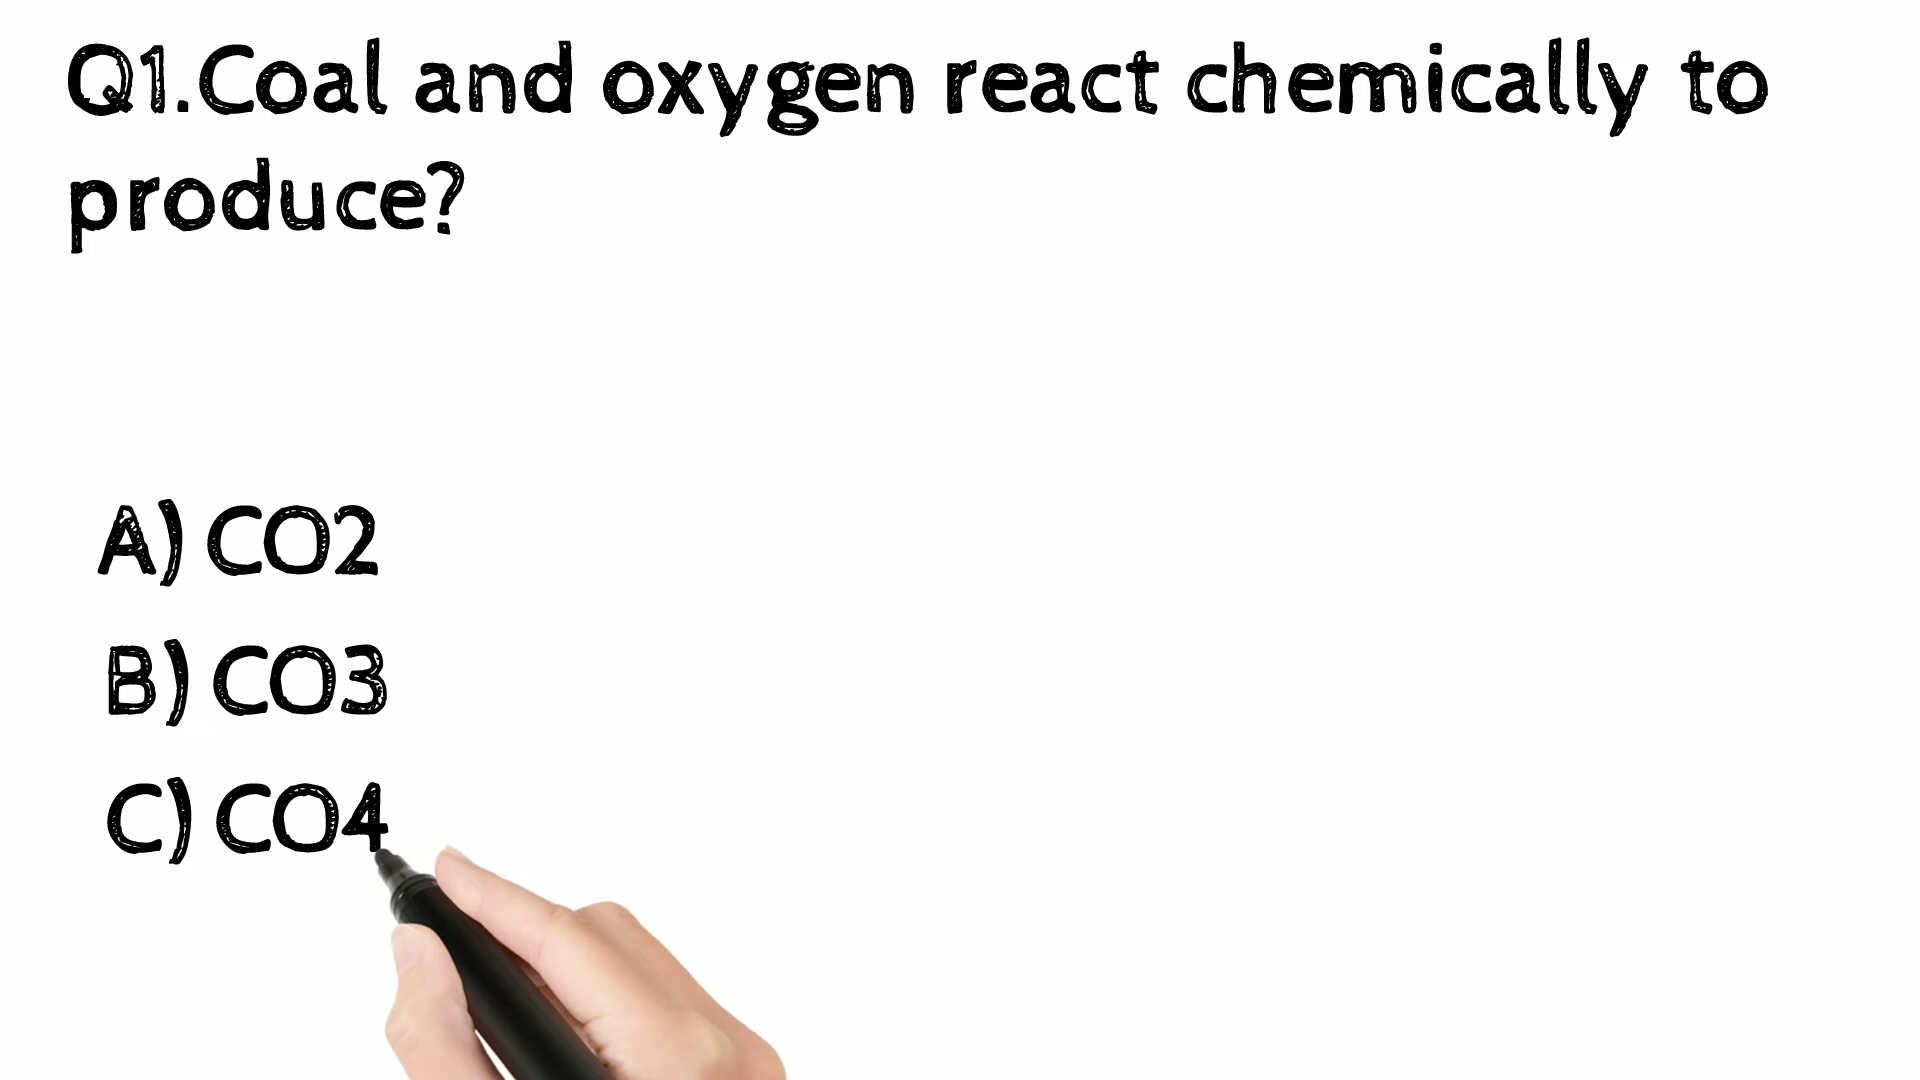 Q1.Coal and oxygen react chemically to
produce?
A) CO2
B) CO3
C) CO4